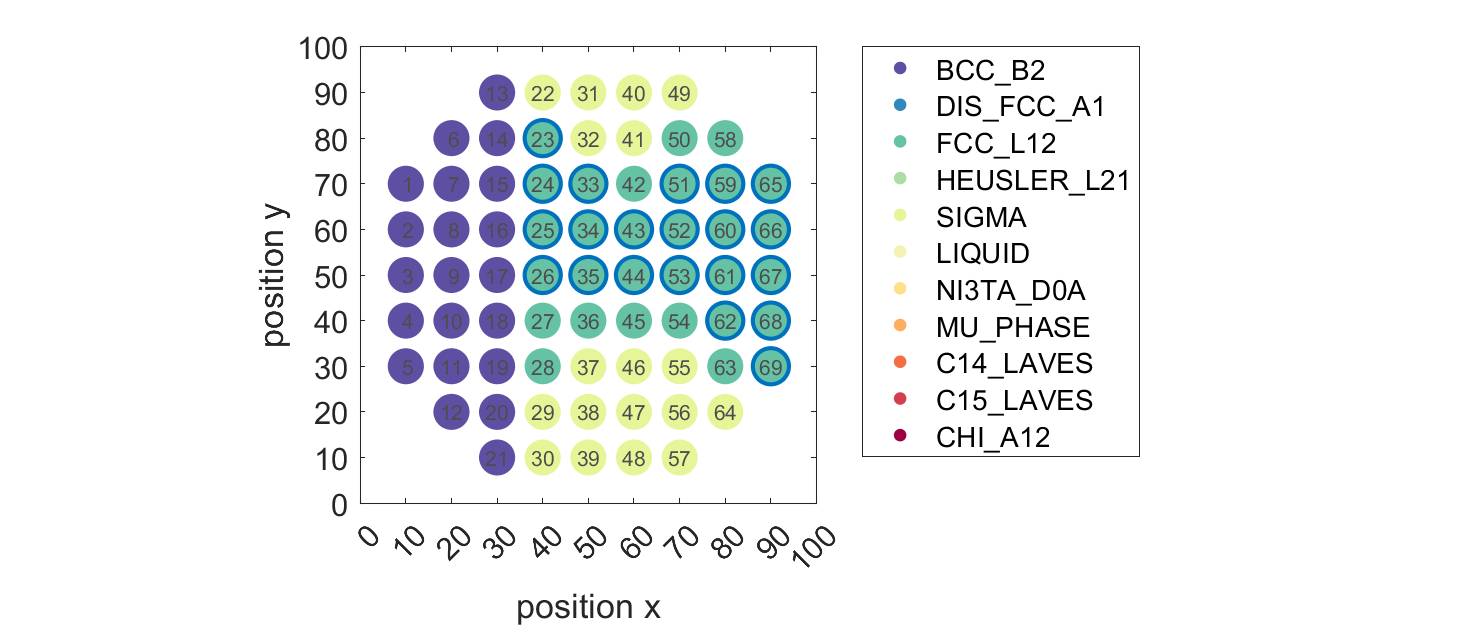 100
90 13 22 31 40 49
80 6 14 23 32 41 50 58
70 1 7 15 24 33 42 51 59 65
60 2 8 16 25 34 43 52 60 66
50 3 9 17 26 35 44 53 61 67
40 4 10 18 27 36 45 54 62 68
30 5 11 19 28 37 46 55 63 69
20 12 20 29 38 47 56 64
10 21 30 39 48 57
0
position y
0 10 20 30 40 50 60 70 80 90 100
position x
BCC_B2
DIS_FCC_A1
FCC_L12
HEUSLER_L21
SIGMA
LIQUID
NI3TA_D0A
MU_PHASE
C14_LAVES
C15_LAVES
CHI_A12